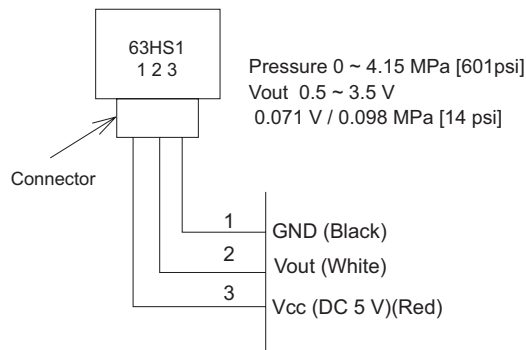 63HS1
1 2 3
Pressure 0 ~ 4.15 MPa [601psi]
Vout 0.5 ~ 3.5 V
0.071 V / 0.098 MPa [14 psi]
Connector
1
GND (Black)
2
Vout (White)
3
Vcc (DC 5 V)(Red)